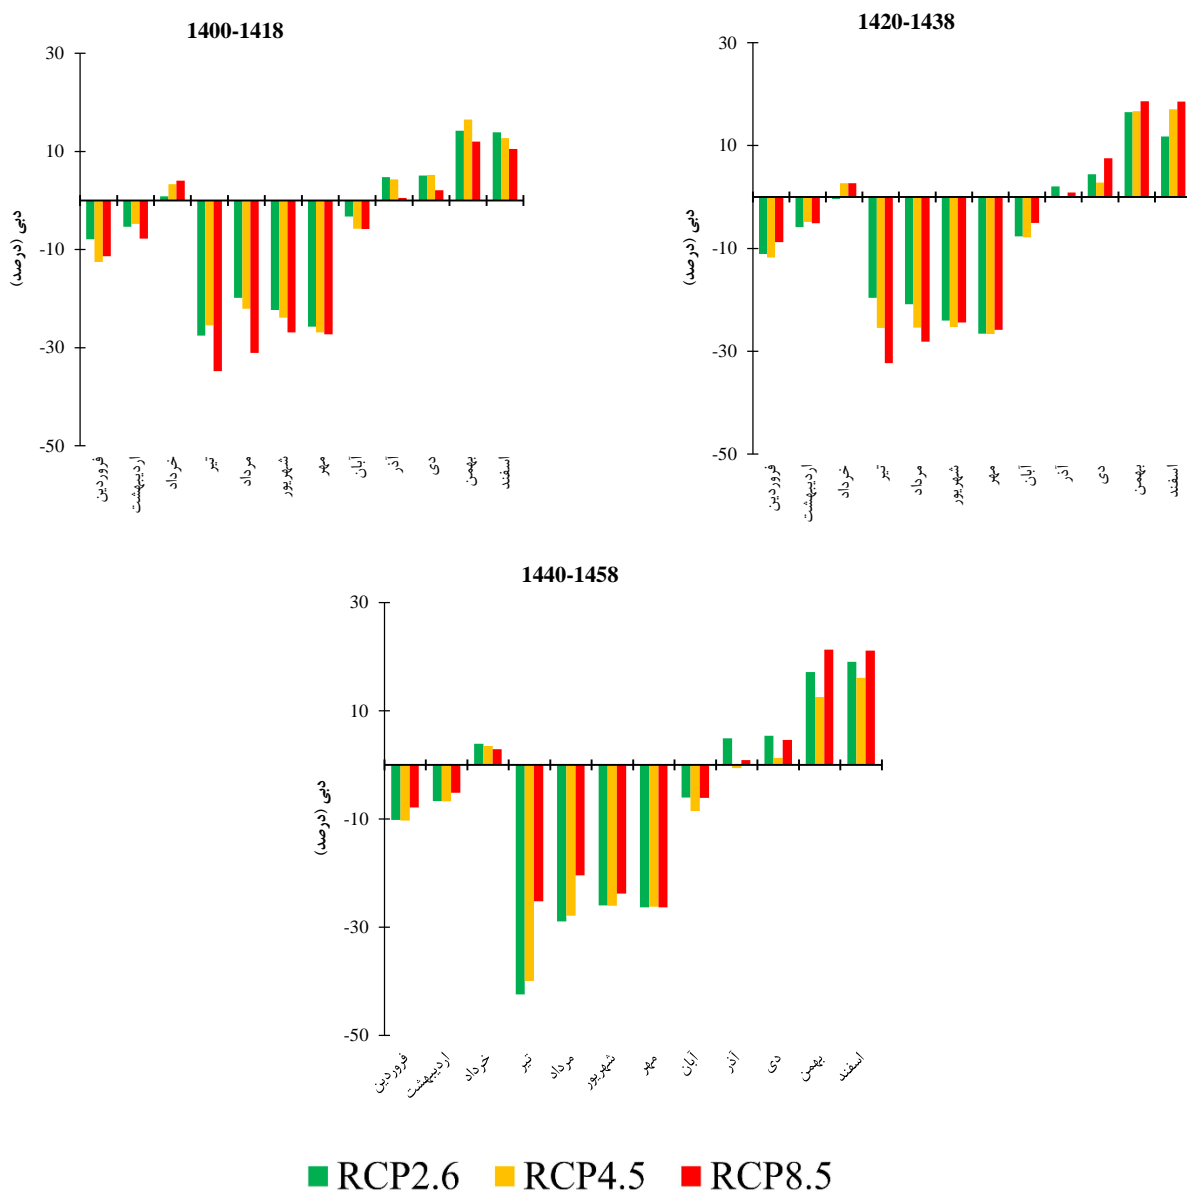 1400-1418
30
10
-10
-30
-50
دبی (درصد)
فروردین
اردیبهشت
خرداد
تیر
مرداد
شهریور
مهر
آبان
آذر
دی
بهمن
اسفند
1420-1438
30
10
-10
-30
-50
دبی (درصد)
فروردین
اردیبهشت
خرداد
تیر
مرداد
شهریور
مهر
آبان
آذر
دی
بهمن
اسفند
1440-1458
30
10
-10
-30
-50
دبی (درصد)
فروردین
اردیبهشت
خرداد
تیر
مرداد
شهریور
مهر
آبان
آذر
دی
بهمن
اسفند
RCP2.6 RCP4.5 RCP8.5